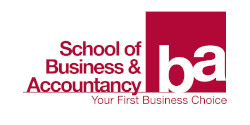 School of
Business &
Accountancy
ba
Your First Business Choice